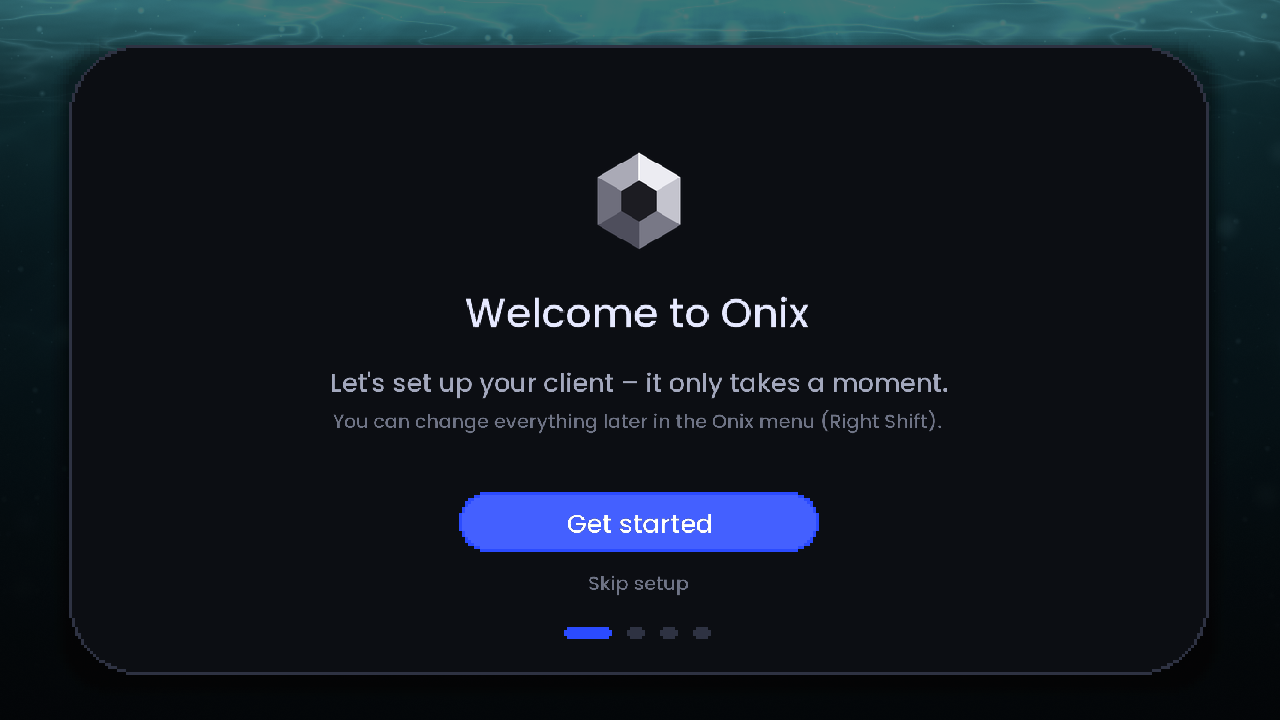 Welcome to Onix
Let's set up your client – it only takes a moment.
You can change everything later in the Onix menu (Right Shift).
Get started
Skip setup